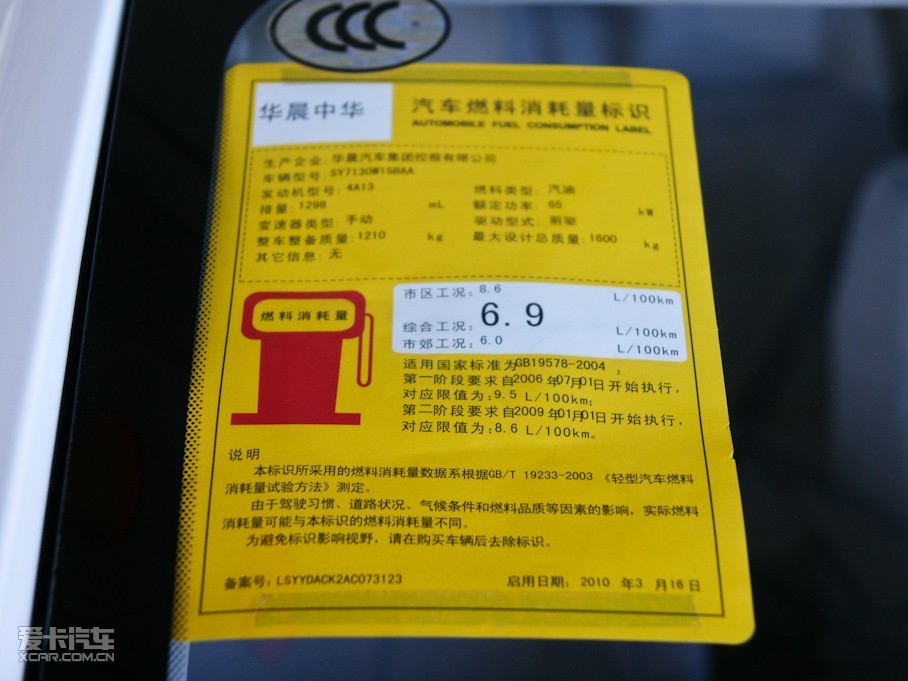 CCC
华晨中华
汽车燃料消耗量标识
AUTOMOBILE FUEL CONSUMPTION LABEL
生产企业: 华晨汽车集团控股有限公司
车辆型号: SY7130W1SBAA
发动机型号: 4A13 燃料类型: 汽油
排量: 1298 mL 额定功率: 65 kW
变速器类型: 手动 驱动型式: 前驱
整车整备质量: 1210 kg 最大设计总质量: 1600 kg
其它信息: 无
燃料消耗量
市区工况: 8.6 L/100km
综合工况: 6.9 L/100km
市郊工况: 6.0 L/100km
适用国家标准为GB19578-2004 ;
第一阶段要求自2006 年07月01日开始执行,
对应限值为: 9.5 L/100km;
第二阶段要求自2009 年01月01日开始执行,
对应限值为: 8.6 L/100km。
说明
本标识所采用的燃料消耗量数据系根据GB/T 19233-2003 《轻型汽车燃料
消耗量试验方法》测定。
由于驾驶习惯、道路状况、气候条件和燃料品质等因素的影响, 实际燃料
消耗量可能与本标识的燃料消耗量不同。
为避免标识影响视野, 请在购买车辆后去除标识。
备案号: LSYYDACK2AC073123 启用日期: 2010 年3 月16日
爱卡汽车
XCAR.COM.CN